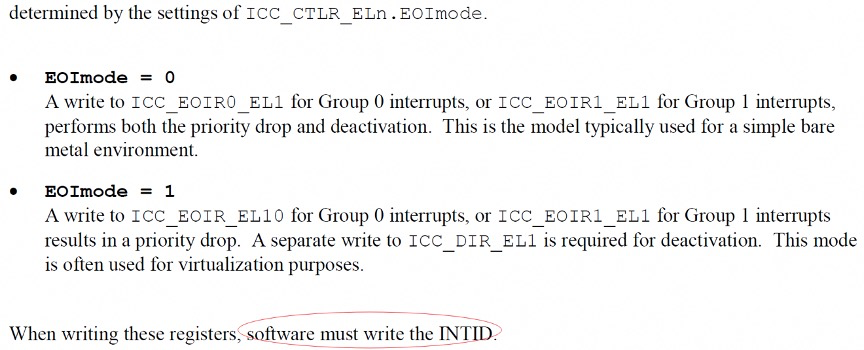 determined by the settings of ICC_CTLR_ELn.EOImode.
• EOImode = 0
A write to ICC_EOIR0_EL1 for Group 0 interrupts, or ICC_EOIR1_EL1 for Group 1 interrupts,
performs both the priority drop and deactivation. This is the model typically used for a simple bare
metal environment.
• EOImode = 1
A write to ICC_EOIR_EL10 for Group 0 interrupts, or ICC_EOIR1_EL1 for Group 1 interrupts
results in a priority drop. A separate write to ICC_DIR_EL1 is required for deactivation. This mode
is often used for virtualization purposes.
When writing these registers, software must write the INTID.